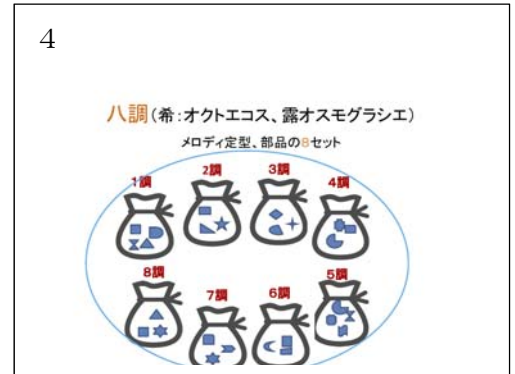 4
八調(希:オクトエコス、露オスモグラシエ)
メロディ定型、部品の8セット
1調
2調
3調
4調
8調
7調
6調
5調